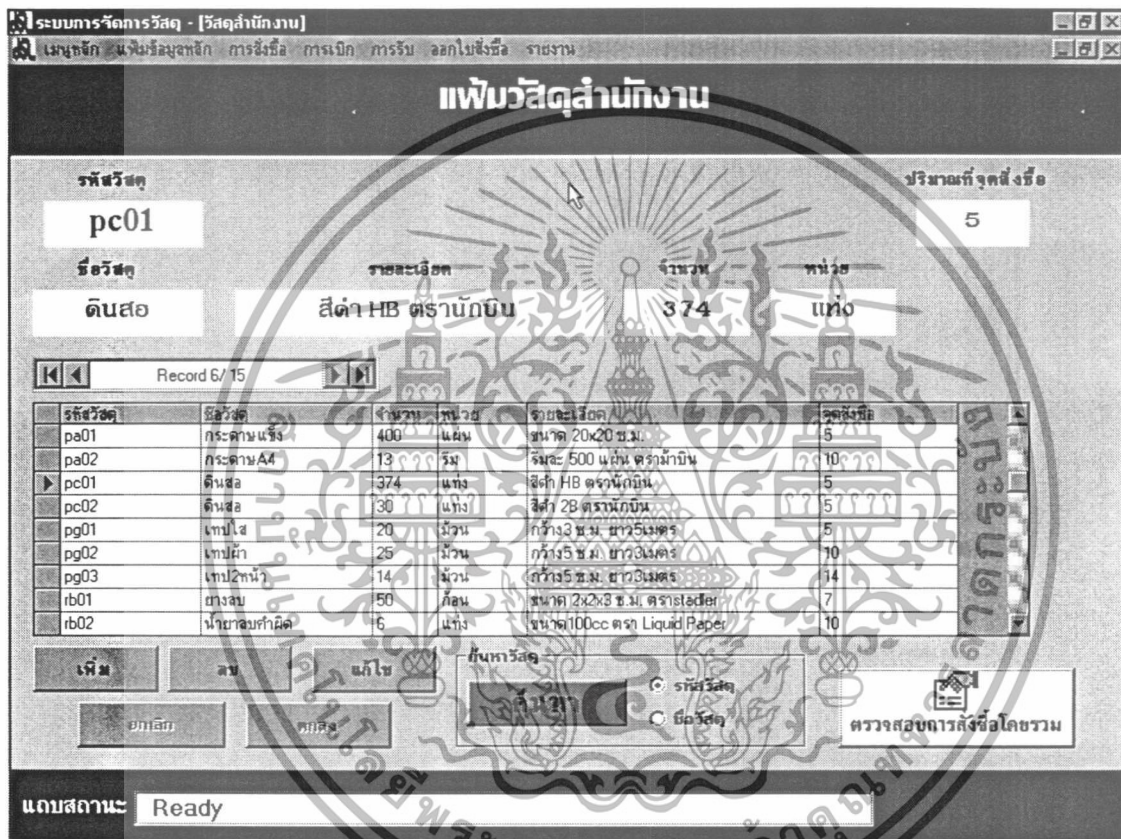 ระบบการจัดการวัสดุ - [วัสดุสำนักงาน]
เมนูหลัก แฟ้มข้อมูลหลัก การสั่งซื้อ การเบิก การรับ ออกใบสั่งซื้อ รายงาน
แฟ้มวัสดุสำนักงาน
รหัสวัสดุ ปริมาณที่จุดสั่งซื้อ
pc01 5
ชื่อวัสดุ รายละเอียด จำนวน หน่วย
ดินสอ สีดำ HB ตรานักบิน 374 แท่ง
Record 6/ 15
รหัสวัสดุ ชื่อวัสดุ จำนวน หน่วย รายละเอียด จุดสั่งซื้อ
pa01 กระดาษแข็ง 400 แผ่น ขนาด 20x20 ซ.ม. 5
pa02 กระดาษA4 13 ริม ริมละ 500 แผ่น ตราม้าบิน 10
pc01 ดินสอ 374 แท่ง สีดำ HB ตรานักบิน 5
pc02 ดินสอ 30 แท่ง สีดำ 2B ตรานักบิน 5
pg01 เทปใส 20 ม้วน กว้าง3 ซ.ม. ยาว5เมตร 5
pg02 เทปผ้า 25 ม้วน กว้าง5 ซ.ม. ยาว3เมตร 10
pg03 เทป2หน้า 14 ม้วน กว้าง5 ซ.ม. ยาว3เมตร 14
rb01 ยางลบ 50 ก้อน ขนาด 2x2x3 ซ.ม. ตราstadler 7
rb02 น้ำยาลบคำผิด 6 แท่ง ขนาด100cc ตรา Liquid Paper 10
เพิ่ม ลบ แก้ไข
ค้นหาวัสดุ
ค้นหา
รหัสวัสดุ
ชื่อวัสดุ
ยกเลิก ตกลง
ตรวจสอบการสั่งซื้อโดยรวม
แถบสถานะ Ready